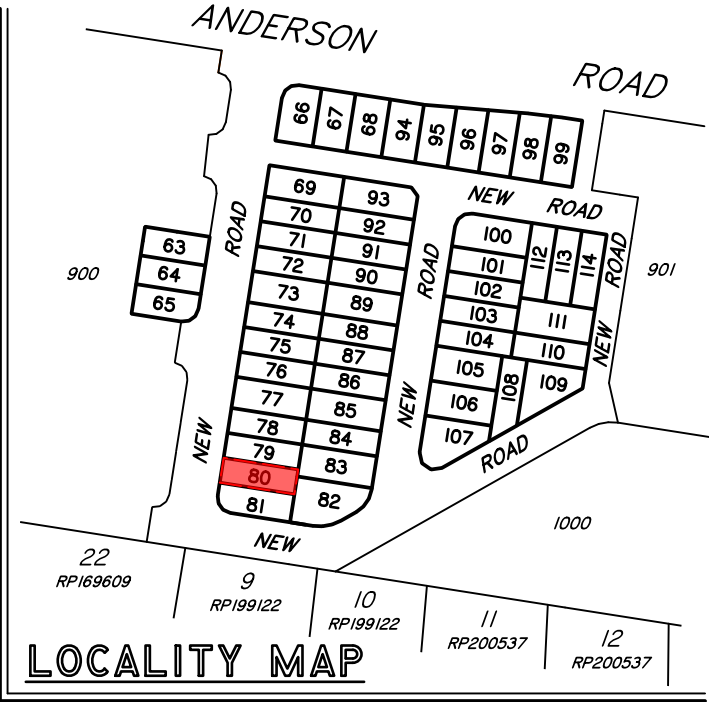 ANDERSON ROAD
66 67 68 94 95 96 97 98 99
NEW ROAD
69 93
70 92
71 91
72 90
73 89
74 88
75 87
76 86
77 85
78 84
79 83
80
81 82
ROAD
NEW
63
64
65
900
ROAD
NEW
100
101
102
103
104
105
106
107
108
109
110
111
112 113 114
ROAD
NEW
901
ROAD
NEW
1000
22
RP169609
9
RP199122
10
RP199122
11
RP200537
12
RP200537
LOCALITY MAP